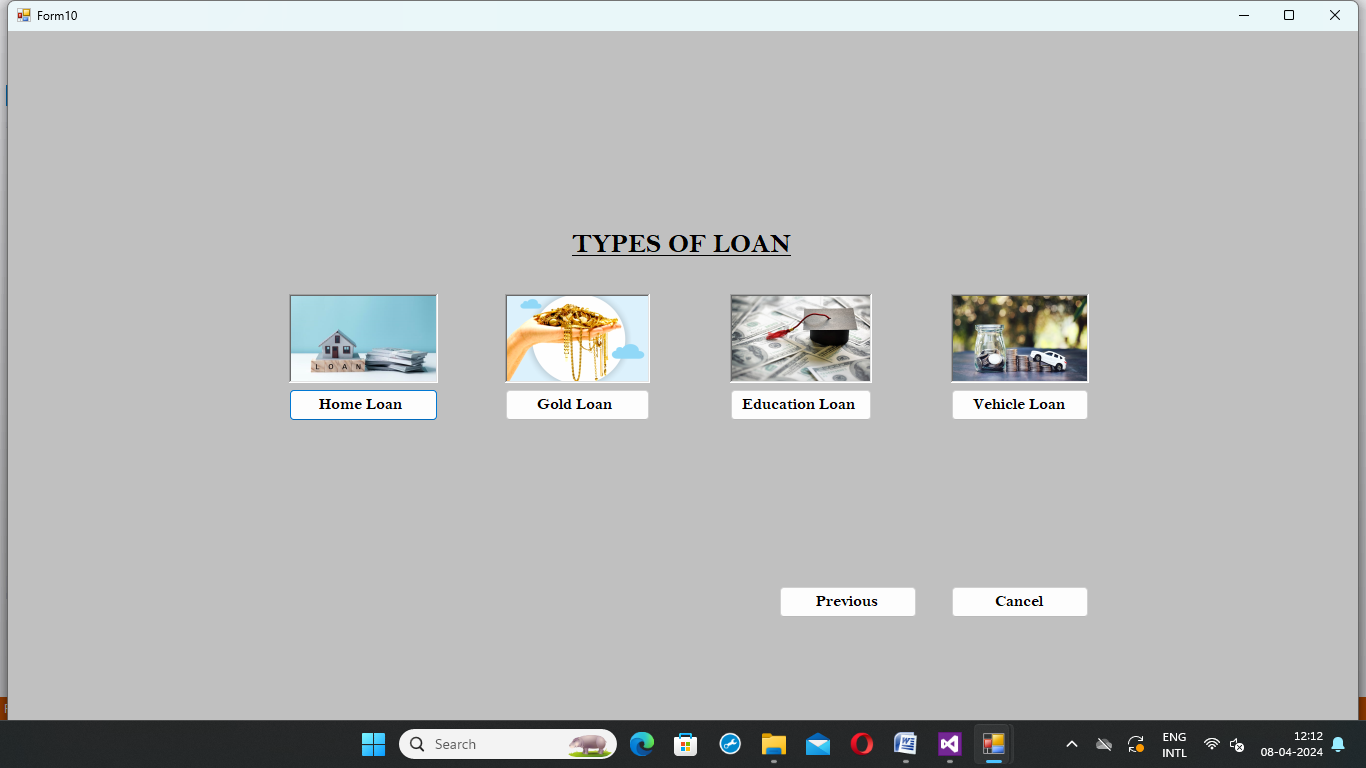 Form10
TYPES OF LOAN
LOAN
Home Loan
Gold Loan
Education Loan
Vehicle Loan
Previous
Cancel
Search
ENG
INTL
12:12
08-04-2024